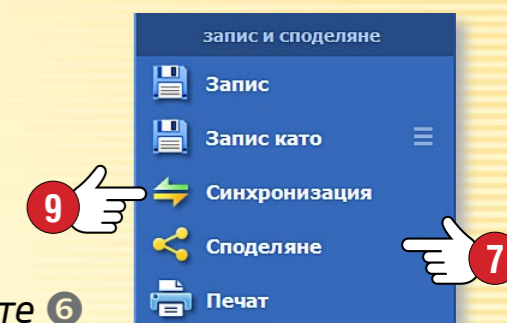 запис и споделяне
Запис
Запис като
9 Синхронизация
Споделяне 7
Печат
те 6